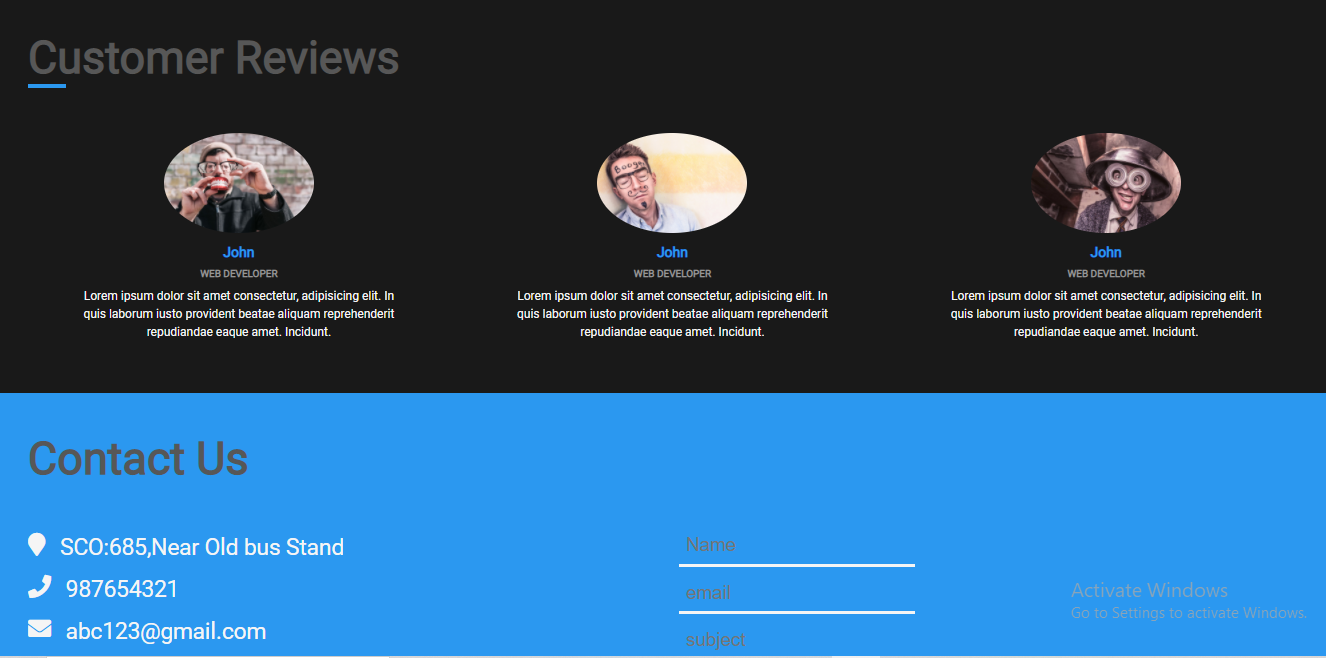 Customer Reviews
John
WEB DEVELOPER
Lorem ipsum dolor sit amet consectetur, adipisicing elit. In
quis laborum iusto provident beatae aliquam reprehenderit
repudiandae eaque amet. Incidunt.
Booger
John
WEB DEVELOPER
Lorem ipsum dolor sit amet consectetur, adipisicing elit. In
quis laborum iusto provident beatae aliquam reprehenderit
repudiandae eaque amet. Incidunt.
John
WEB DEVELOPER
Lorem ipsum dolor sit amet consectetur, adipisicing elit. In
quis laborum iusto provident beatae aliquam reprehenderit
repudiandae eaque amet. Incidunt.
Contact Us
SCO:685,Near Old bus Stand
987654321
abc123@gmail.com
Name
email
subject
Activate Windows
Go to Settings to activate Windows.